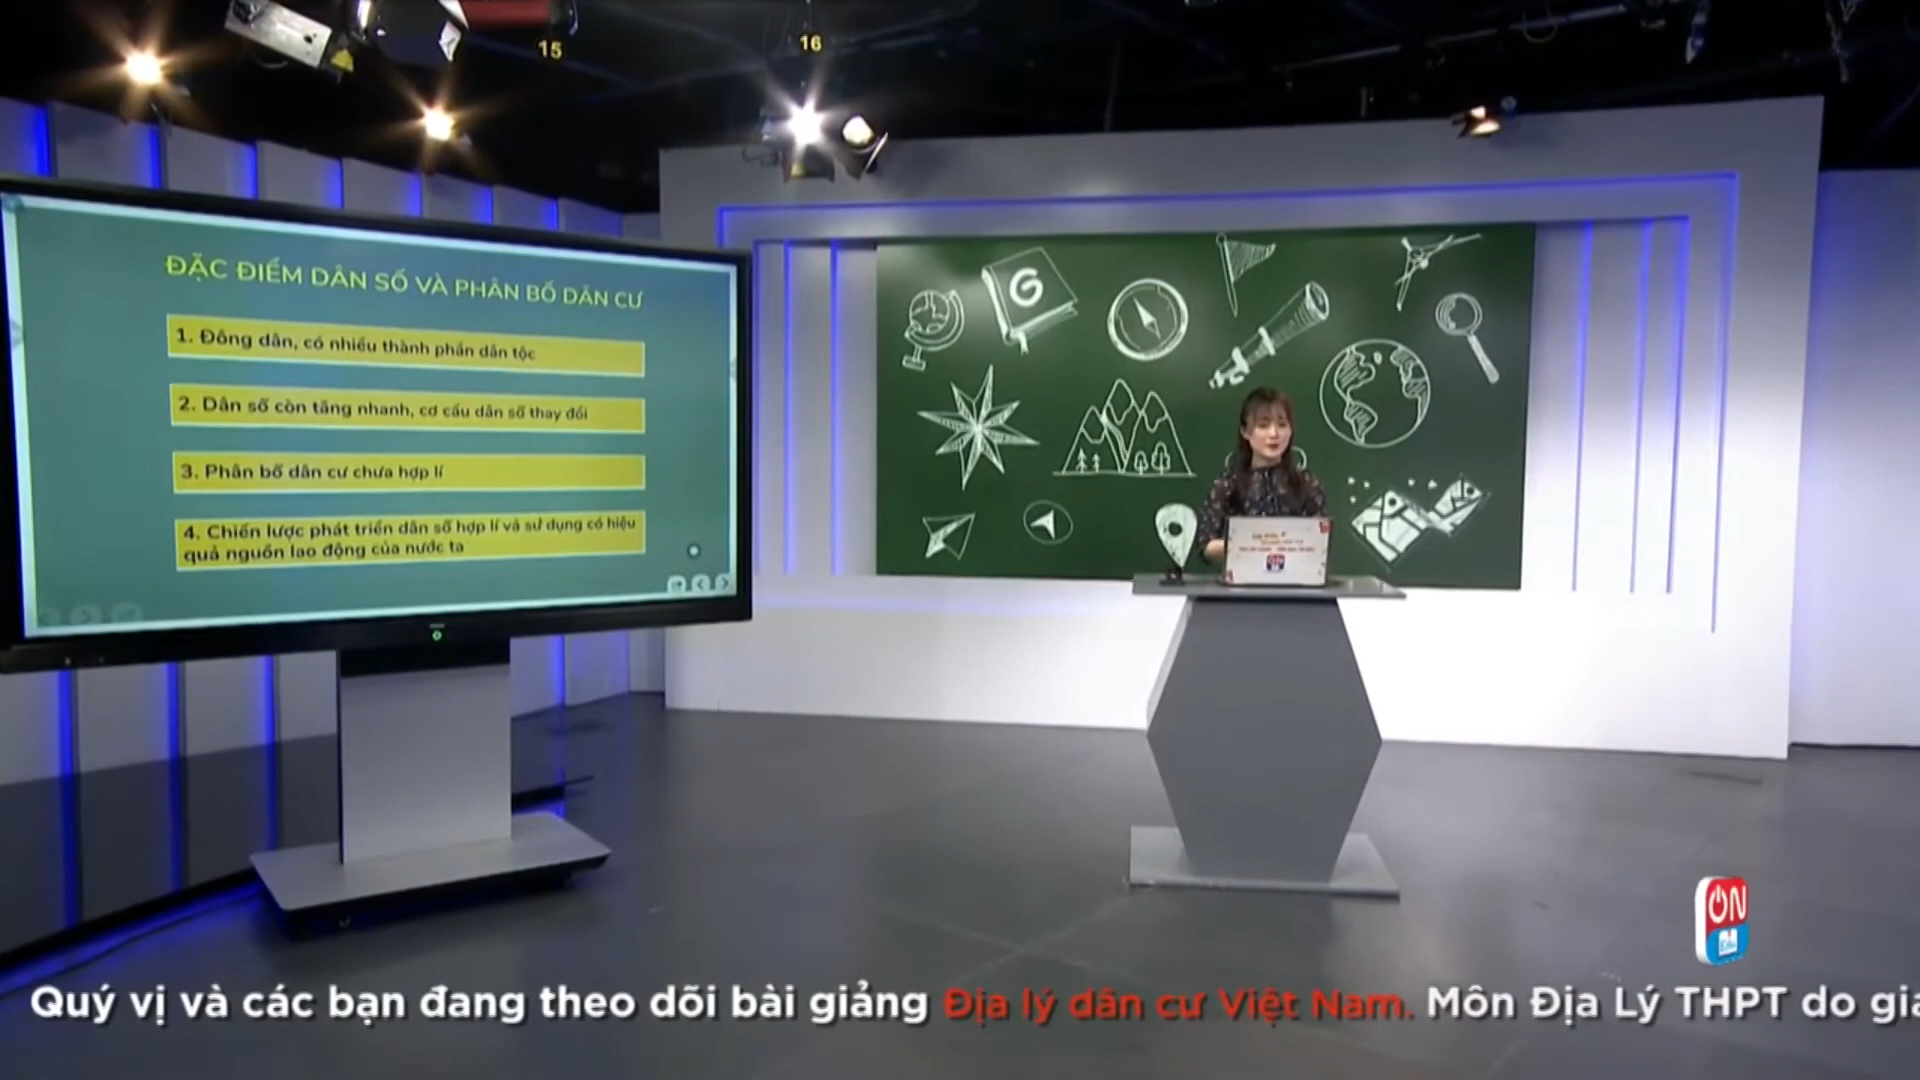 15
16
ĐẶC ĐIỂM DÂN SỐ VÀ PHÂN BỐ DÂN CƯ
1. Đông dân, có nhiều thành phần dân tộc
2. Dân số còn tăng nhanh, cơ cấu dân số thay đổi
3. Phân bố dân cư chưa hợp lí
4. Chiến lược phát triển dân số hợp lí và sử dụng có hiệu
quả nguồn lao động của nước ta
G
ON
Quý vị và các bạn đang theo dõi bài giảng Địa lý dân cư Việt Nam. Môn Địa Lý THPT do